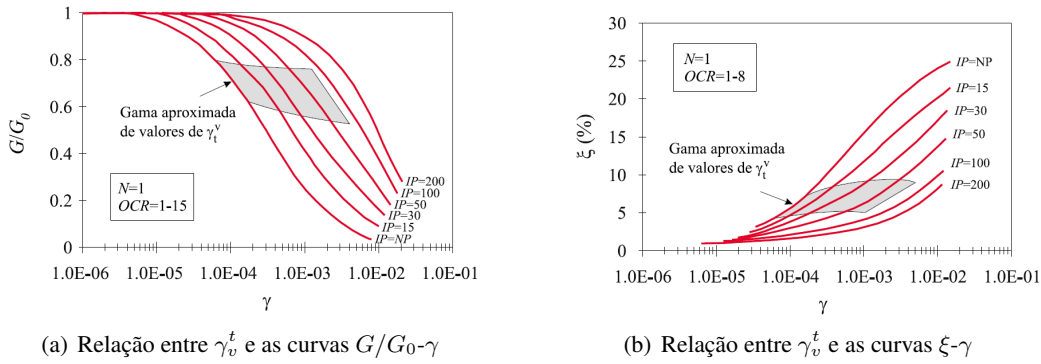 1
0.8
0.6
0.4
0.2
0
G/G₀
Gama aproximada
de valores de γₜᵛ
N=1
OCR=1-15
IP=200
IP=100
IP=50
IP=30
IP=15
IP=NP
1.0E-06 1.0E-05 1.0E-04 1.0E-03 1.0E-02 1.0E-01
γ
(a) Relação entre γᵥᵗ e as curvas G/G₀-γ
30
25
20
15
10
5
0
ξ (%)
N=1
OCR=1-8
Gama aproximada
de valores de γₜᵛ
IP=NP
IP=15
IP=30
IP=50
IP=100
IP=200
1.0E-06 1.0E-05 1.0E-04 1.0E-03 1.0E-02 1.0E-01
γ
(b) Relação entre γᵥᵗ e as curvas ξ-γ